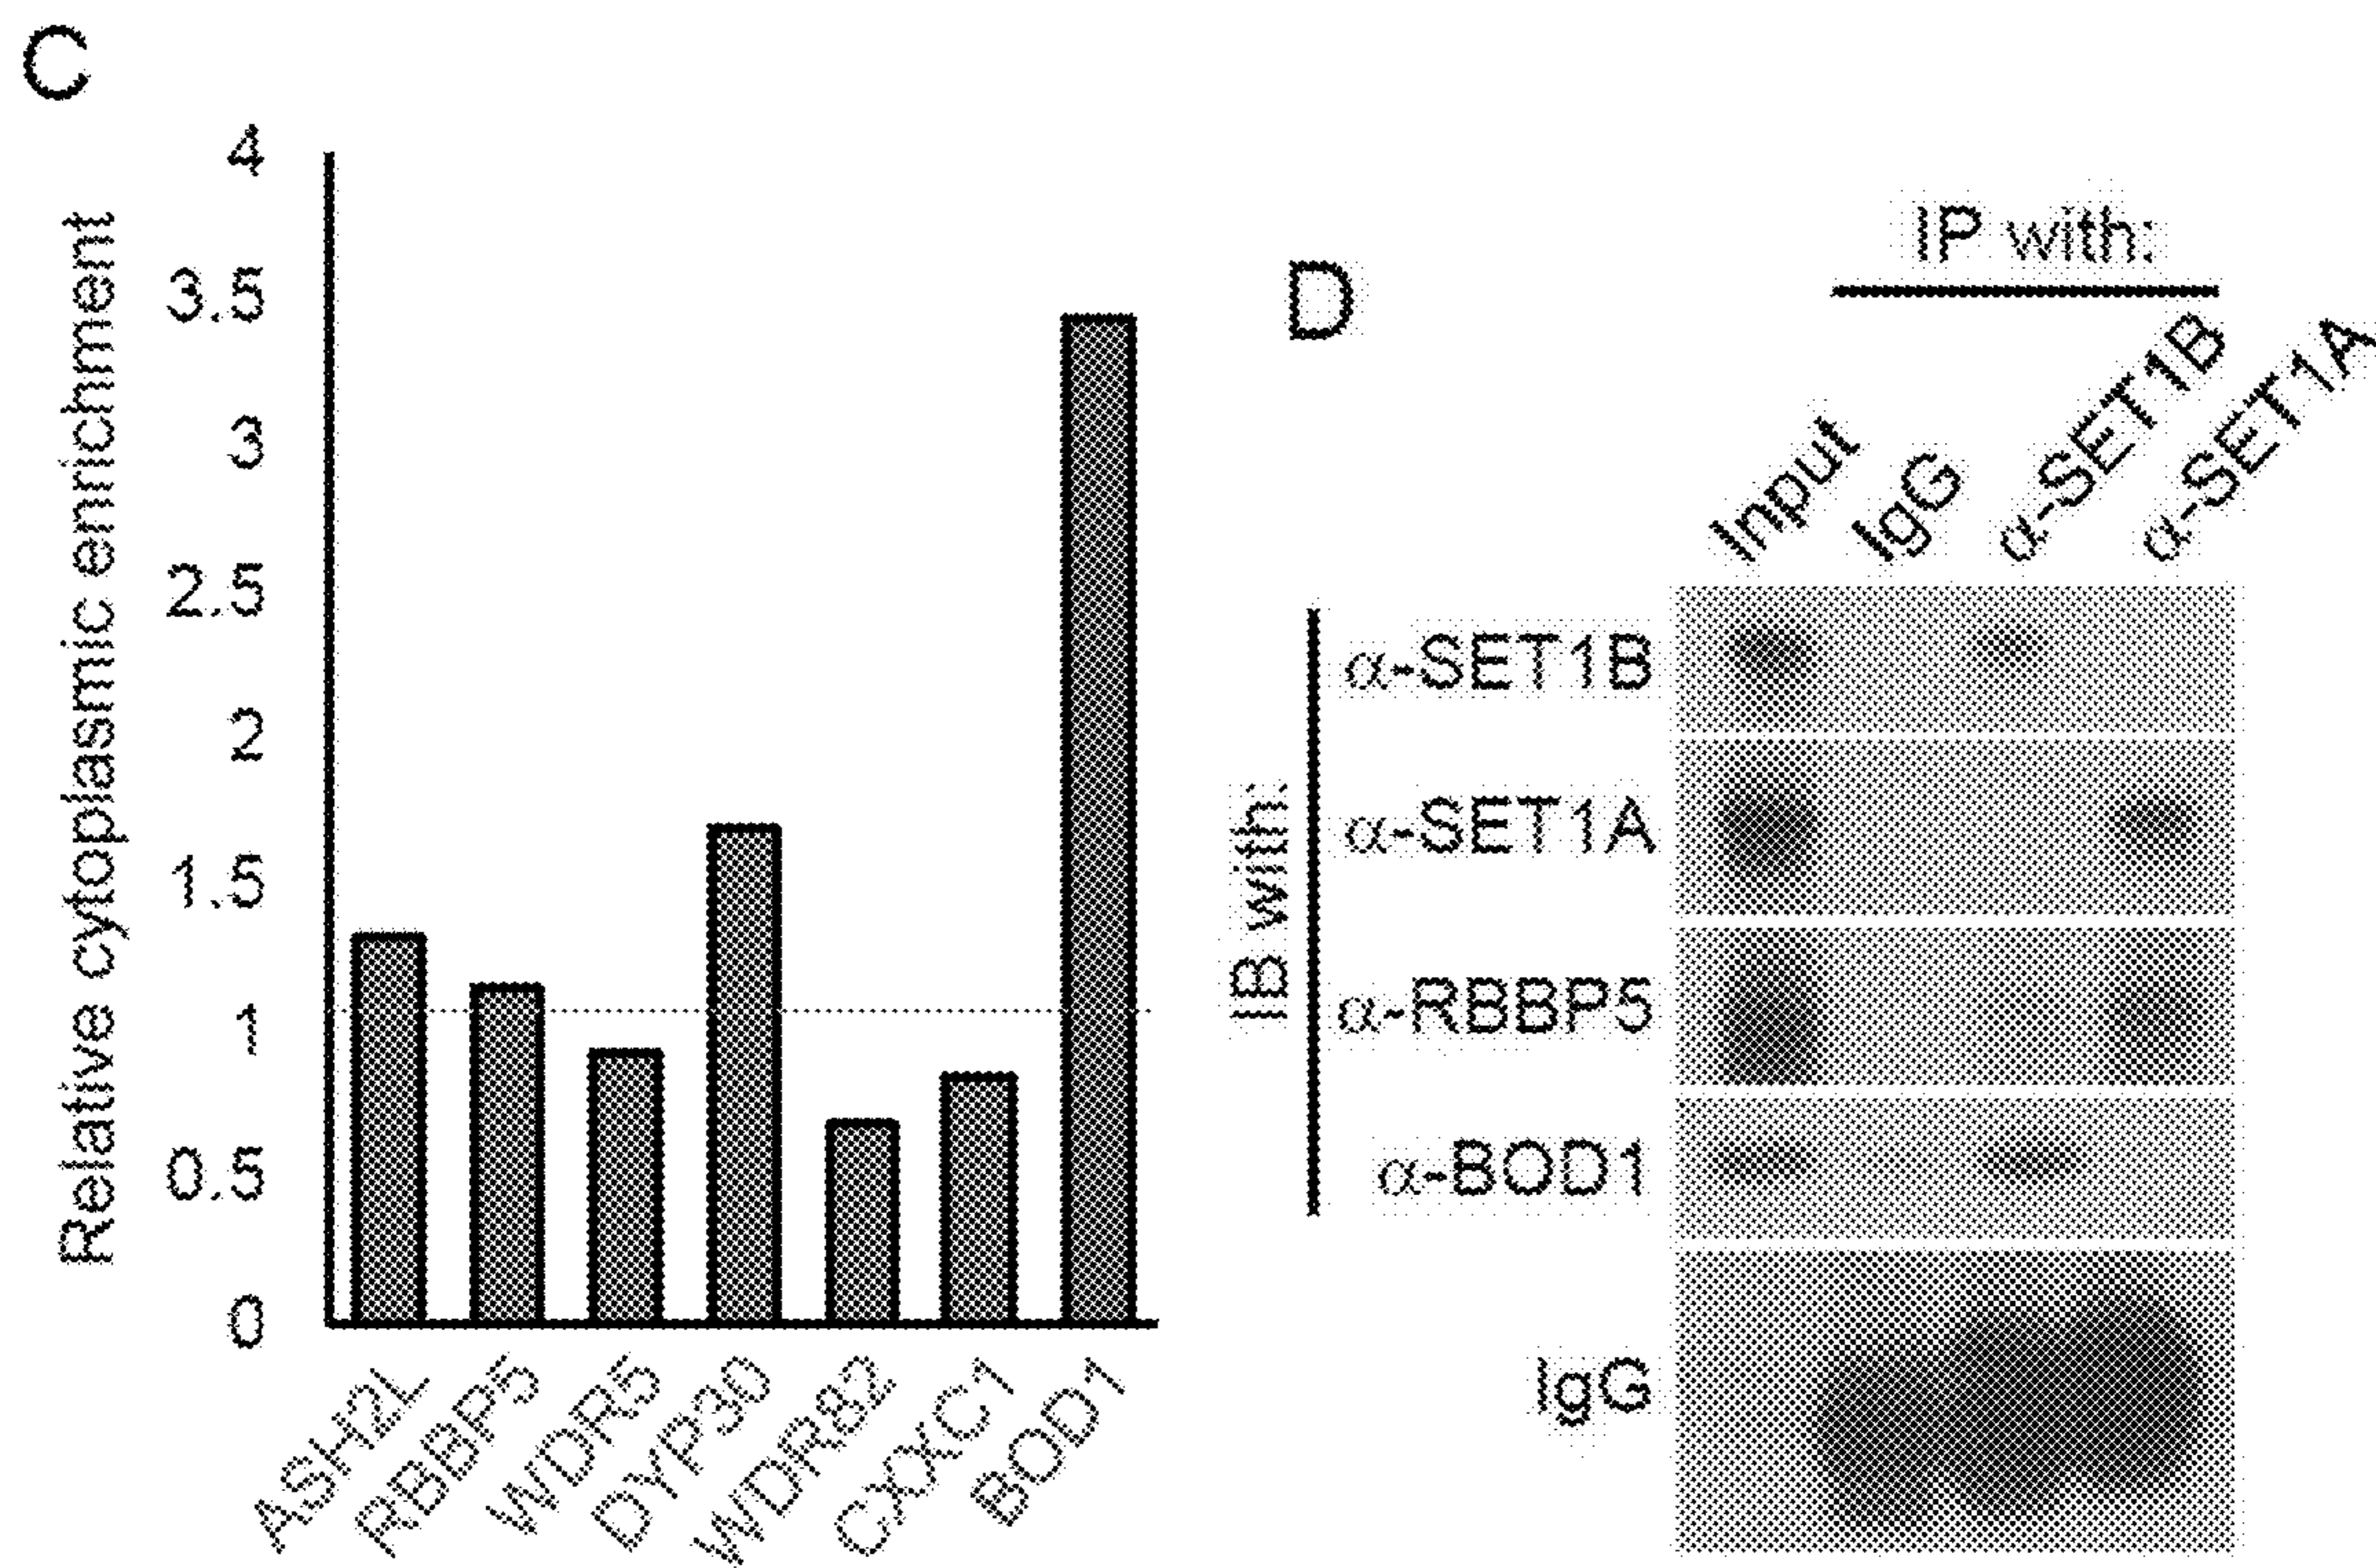 C
Relative cytoplasmic enrichment
4
3.5
3
2.5
2
1.5
1
0.5
0
ASH2L
RBBP5
WDR5
DYP30
WDR82
CXXC1
BOD1
D
IP with:
Input
IgG
α-SET1B
α-SET1A
IB with:
α-SET1B
α-SET1A
α-RBBP5
α-BOD1
IgG